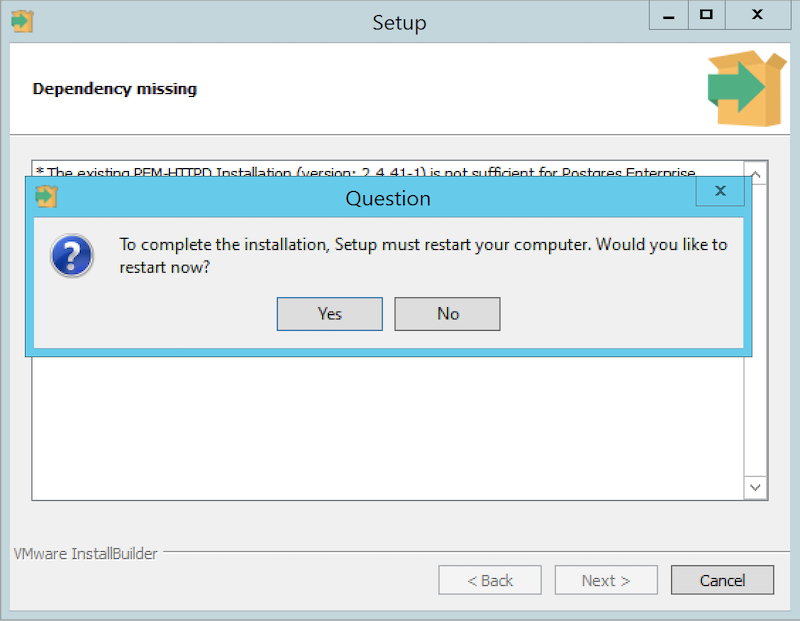 Setup
Dependency missing
* The existing PEM-HTTPD Installation (version: 2.4.41-1) is not sufficient for Postgres Enterprise
Question
To complete the installation, Setup must restart your computer. Would you like to
restart now?
Yes
No
VMware InstallBuilder
< Back
Next >
Cancel